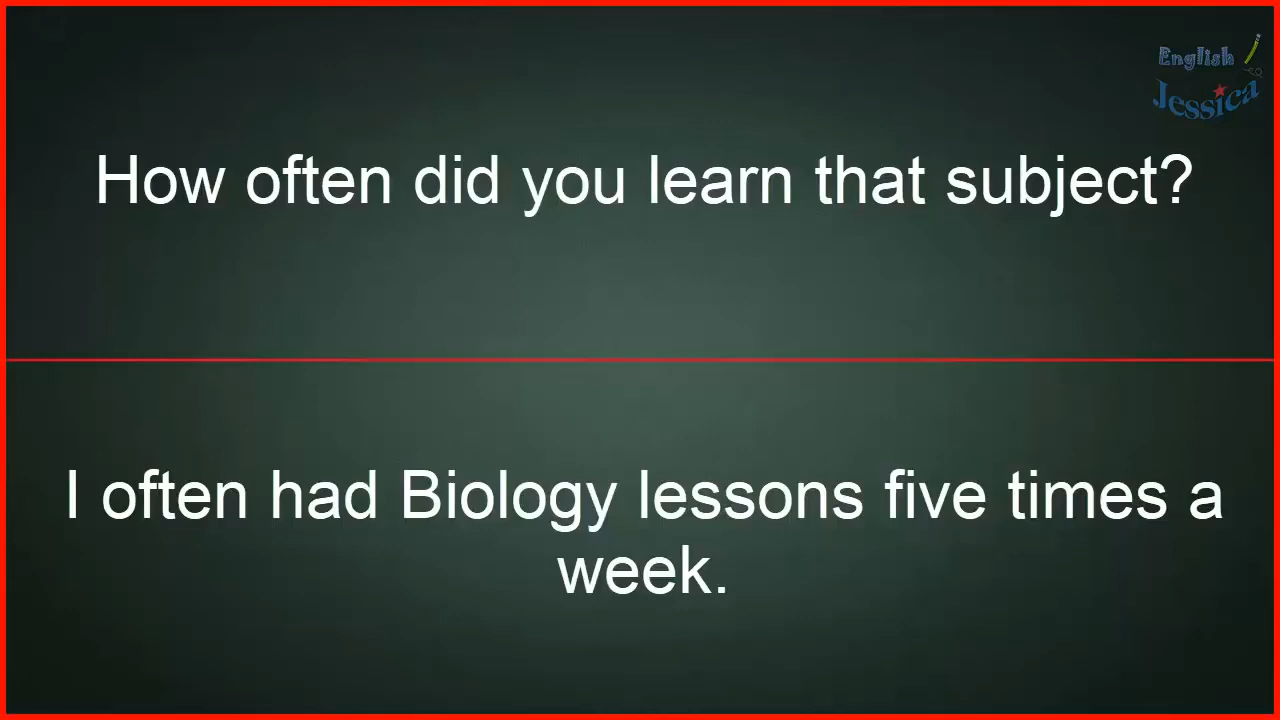 English
Jessica
How often did you learn that subject?
I often had Biology lessons five times a
week.